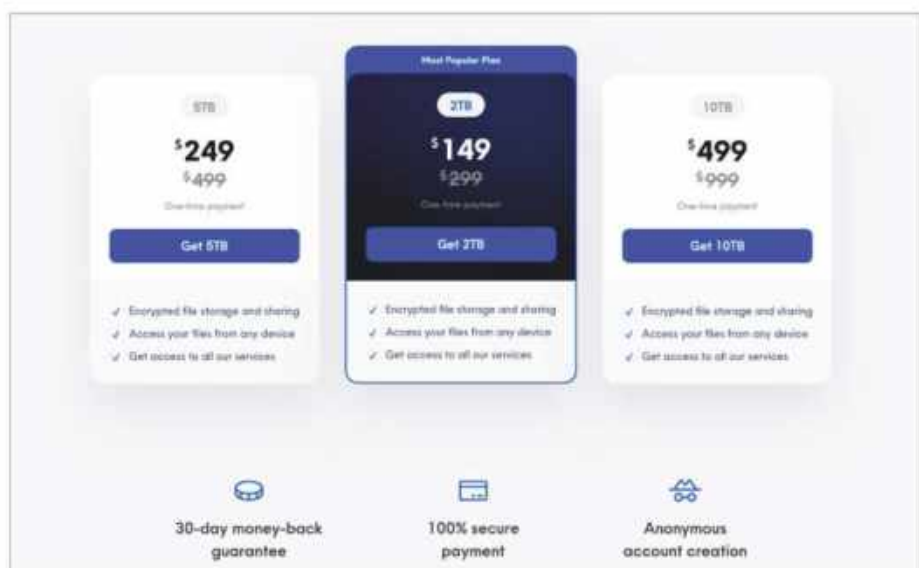 5TB
$249
$499
One-time payment
Get 5TB
✓ Encrypted file storage and sharing
✓ Access your files from any device
✓ Get access to all our services
Most Popular Plan
2TB
$149
$299
One-time payment
Get 2TB
✓ Encrypted file storage and sharing
✓ Access your files from any device
✓ Get access to all our services
10TB
$499
$999
One-time payment
Get 10TB
✓ Encrypted file storage and sharing
✓ Access your files from any device
✓ Get access to all our services
30-day money-back
guarantee
100% secure
payment
Anonymous
account creation